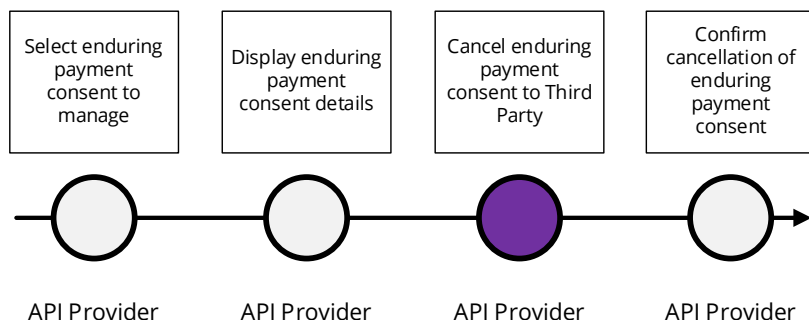 Select enduring
payment
consent to
manage
Display enduring
payment
consent details
Cancel enduring
payment
consent to Third
Party
Confirm
cancellation of
enduring
payment
consent
API Provider
API Provider
API Provider
API Provider